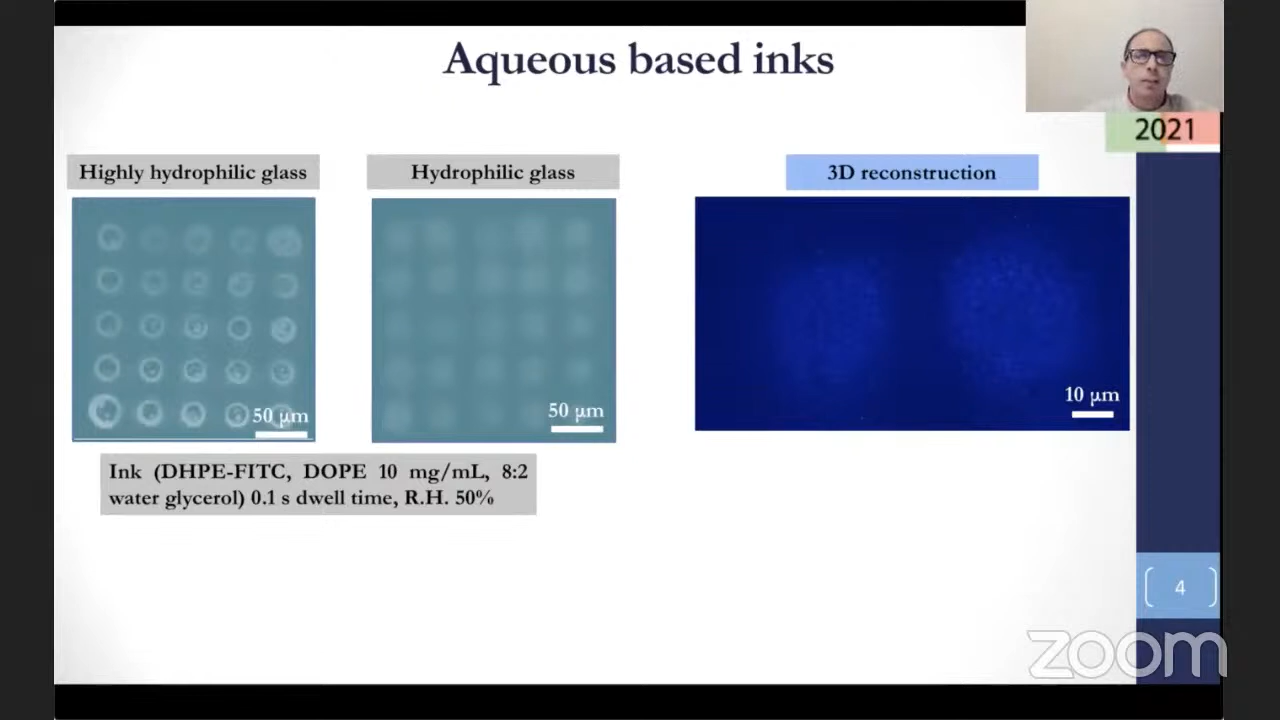 Aqueous based inks
2021
Highly hydrophilic glass
Hydrophilic glass
3D reconstruction
50 µm
50 µm
10 µm
Ink (DHPE-FITC, DOPE 10 mg/mL, 8:2
water glycerol) 0.1 s dwell time, R.H. 50%
4
zoom